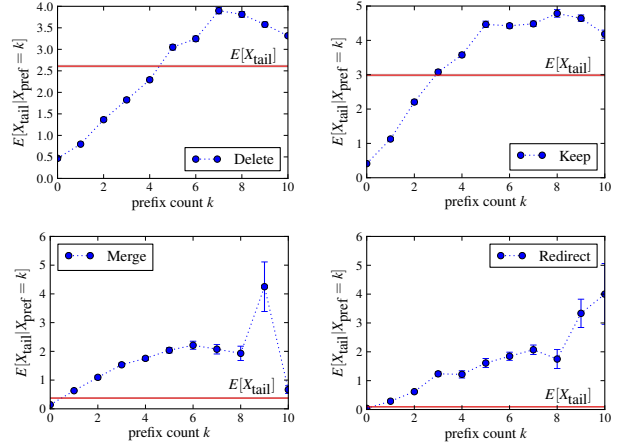 4.0
3.5
3.0
2.5
2.0
1.5
1.0
0.5
0.0
E[X_tail|X_pref = k]
E[X_tail]
Delete
0 2 4 6 8 10
prefix count k
6
5
4
3
2
1
0
E[X_tail|X_pref = k]
E[X_tail]
Keep
0 2 4 6 8 10
prefix count k
6
5
4
3
2
1
0
E[X_tail|X_pref = k]
Merge
E[X_tail]
0 2 4 6 8 10
prefix count k
6
5
4
3
2
1
0
E[X_tail|X_pref = k]
Redirect
E[X_tail]
0 2 4 6 8 10
prefix count k